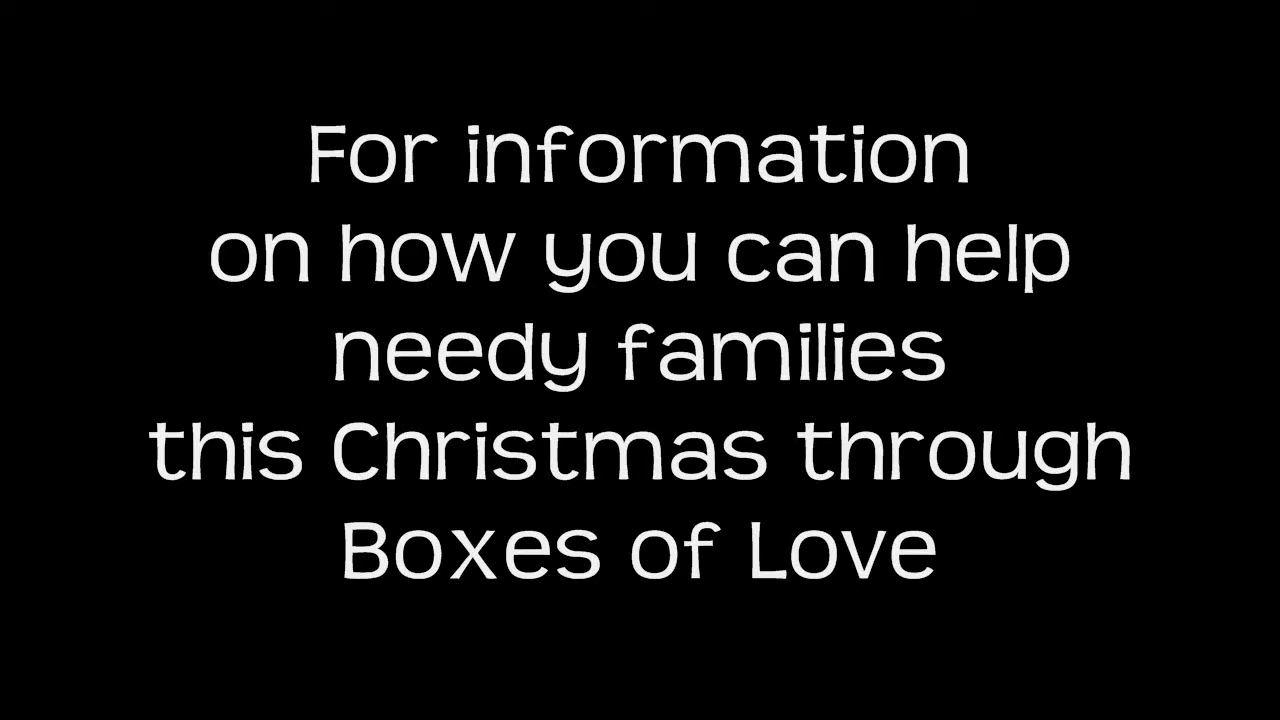 For information
on how you can help
needy families
this Christmas through
Boxes of Love